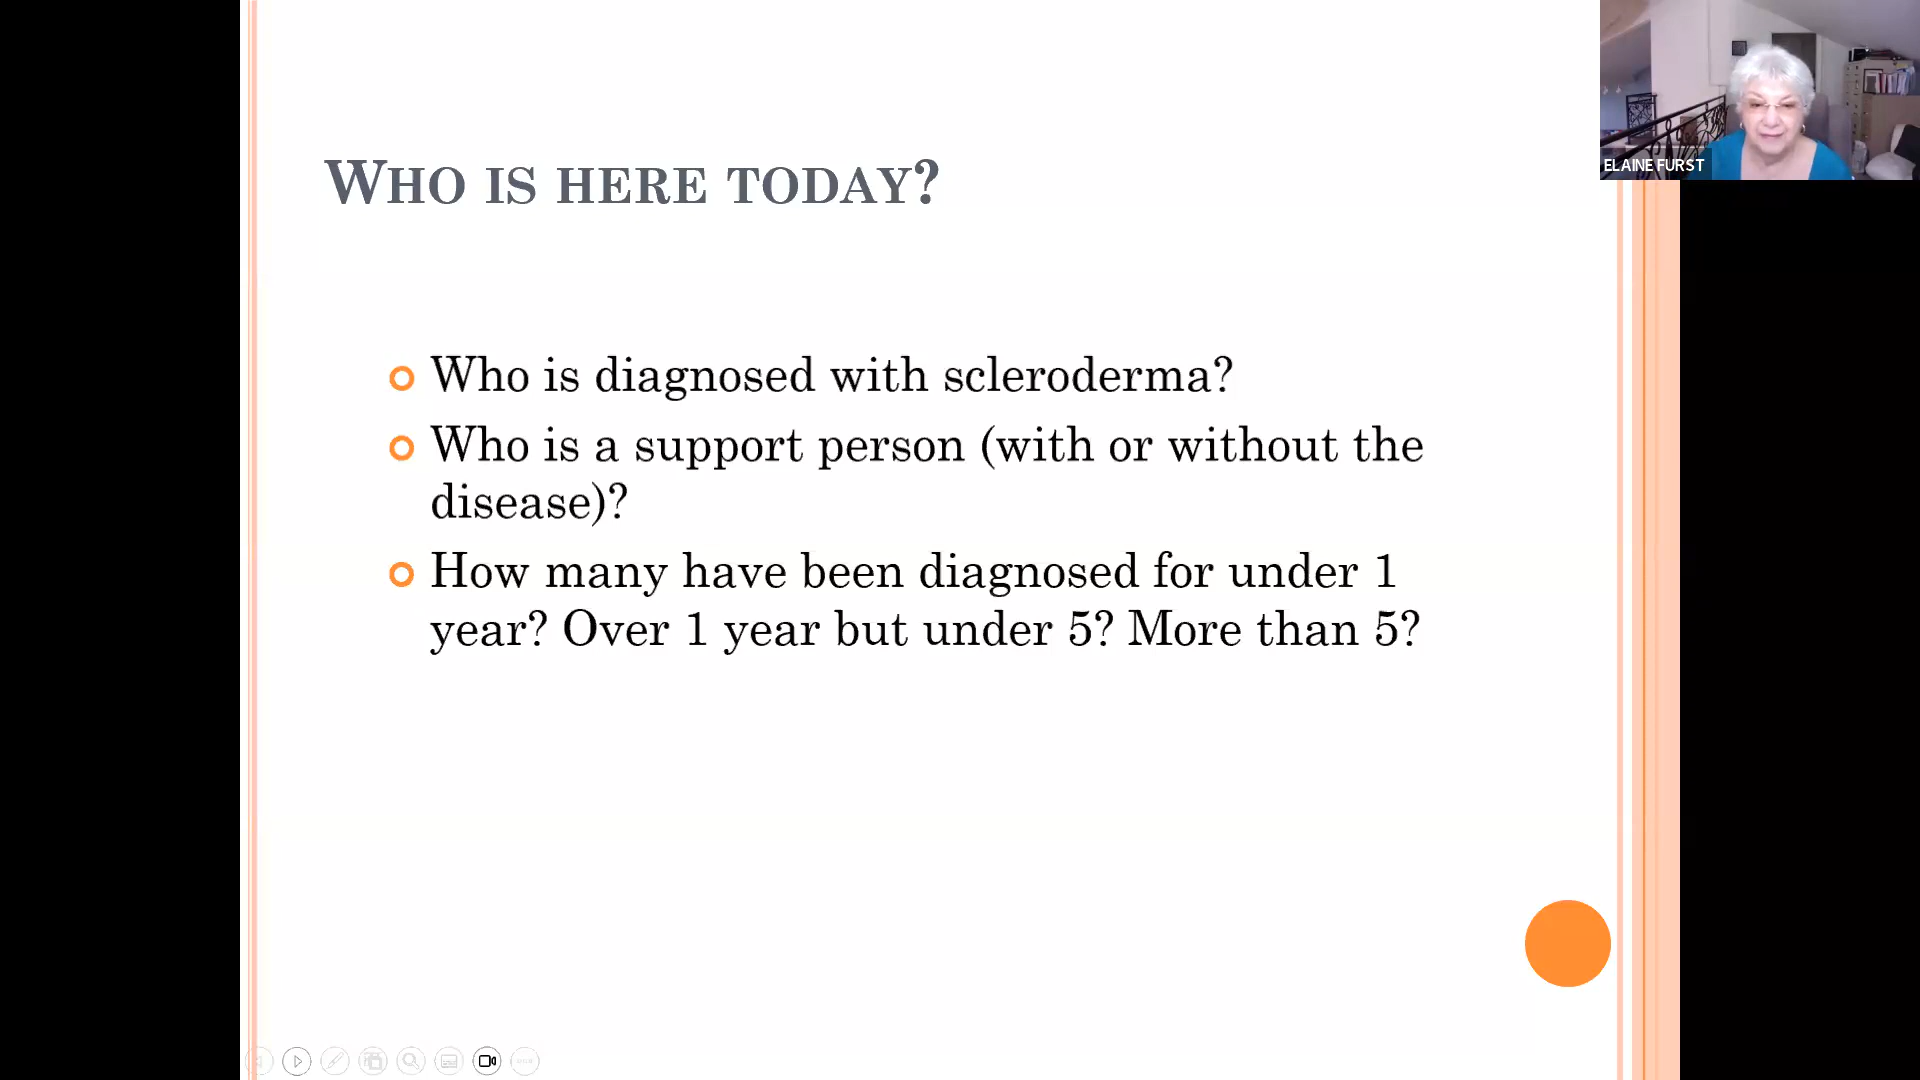 WHO IS HERE TODAY?
Who is diagnosed with scleroderma?
Who is a support person (with or without the
disease)?
How many have been diagnosed for under 1
year? Over 1 year but under 5? More than 5?
ELAINE FURST